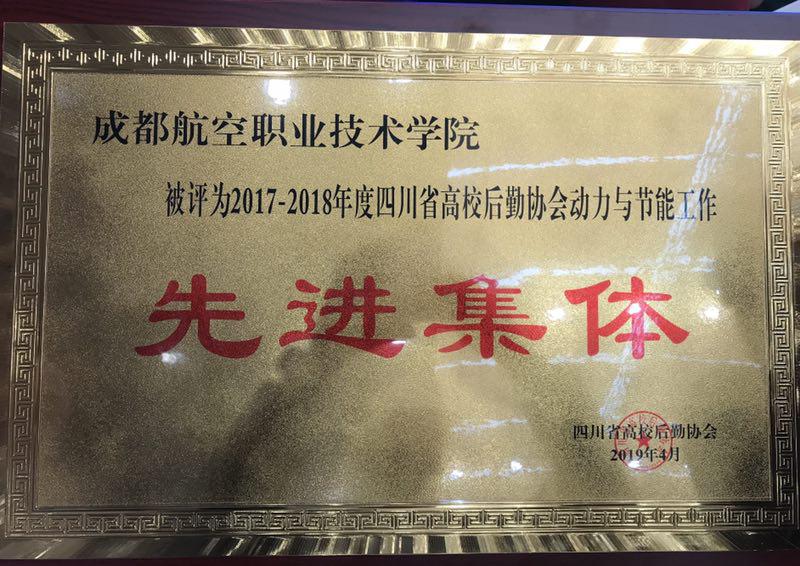 成都航空职业技术学院
被评为2017-2018年度四川省高校后勤协会动力与节能工作
先进集体
四川省高校后勤协会
2019年4月